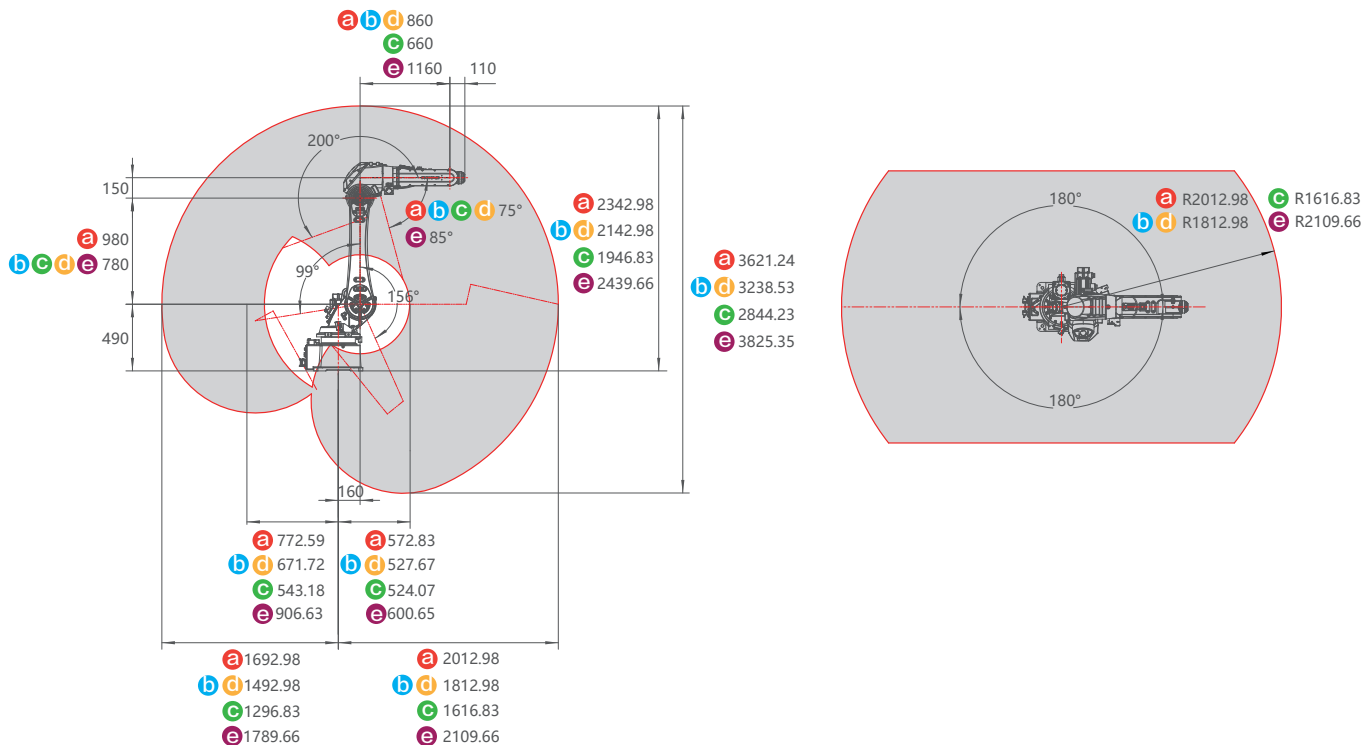 a b d 860
c 660
e 1160 110
200°
150
a b c d 75°
e 85°
a 980
b c d e 780
99°
156°
490
a 2342.98
b d 2142.98
c 1946.83
e 2439.66
a 3621.24
b d 3238.53
c 2844.23
e 3825.35
160
a 772.59
b d 671.72
c 543.18
e 906.63
a 572.83
b d 527.67
c 524.07
e 600.65
a 1692.98
b d 1492.98
c 1296.83
e 1789.66
a 2012.98
b d 1812.98
c 1616.83
e 2109.66
180°
a R2012.98 c R1616.83
b d R1812.98 e R2109.66
180°